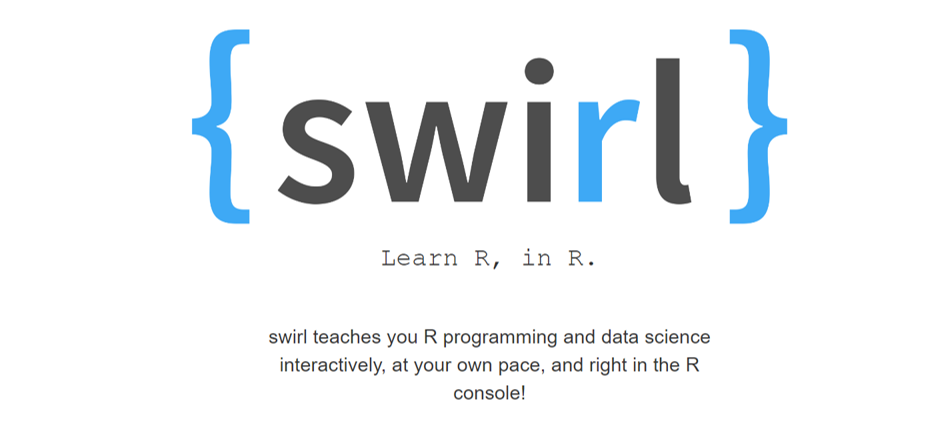 {swirl}
Learn R, in R.
swirl teaches you R programming and data science
interactively, at your own pace, and right in the R
console!